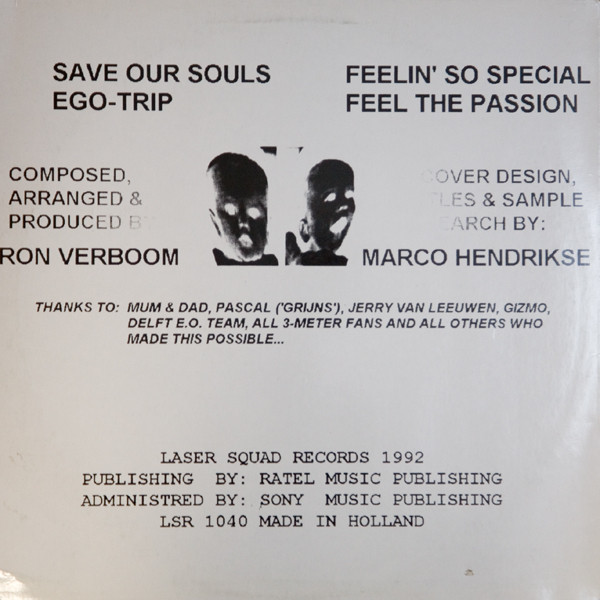 SAVE OUR SOULS
EGO-TRIP
FEELIN' SO SPECIAL
FEEL THE PASSION
COMPOSED,
ARRANGED &
PRODUCED BY
RON VERBOOM
COVER DESIGN,
& SAMPLE
BY:
MARCO HENDRIKSE
THANKS TO: MUM & DAD, PASCAL ('GRIJNS'), JERRY VAN LEEUWEN, GIZMO,
DELFT E.O. TEAM, ALL 3-METER FANS AND ALL OTHERS WHO
MADE THIS POSSIBLE...
LASER SQUAD RECORDS 1992
PUBLISHING BY: RATEL MUSIC PUBLISHING
ADMINISTRED BY: SONY MUSIC PUBLISHING
LSR 1040 MADE IN HOLLAND